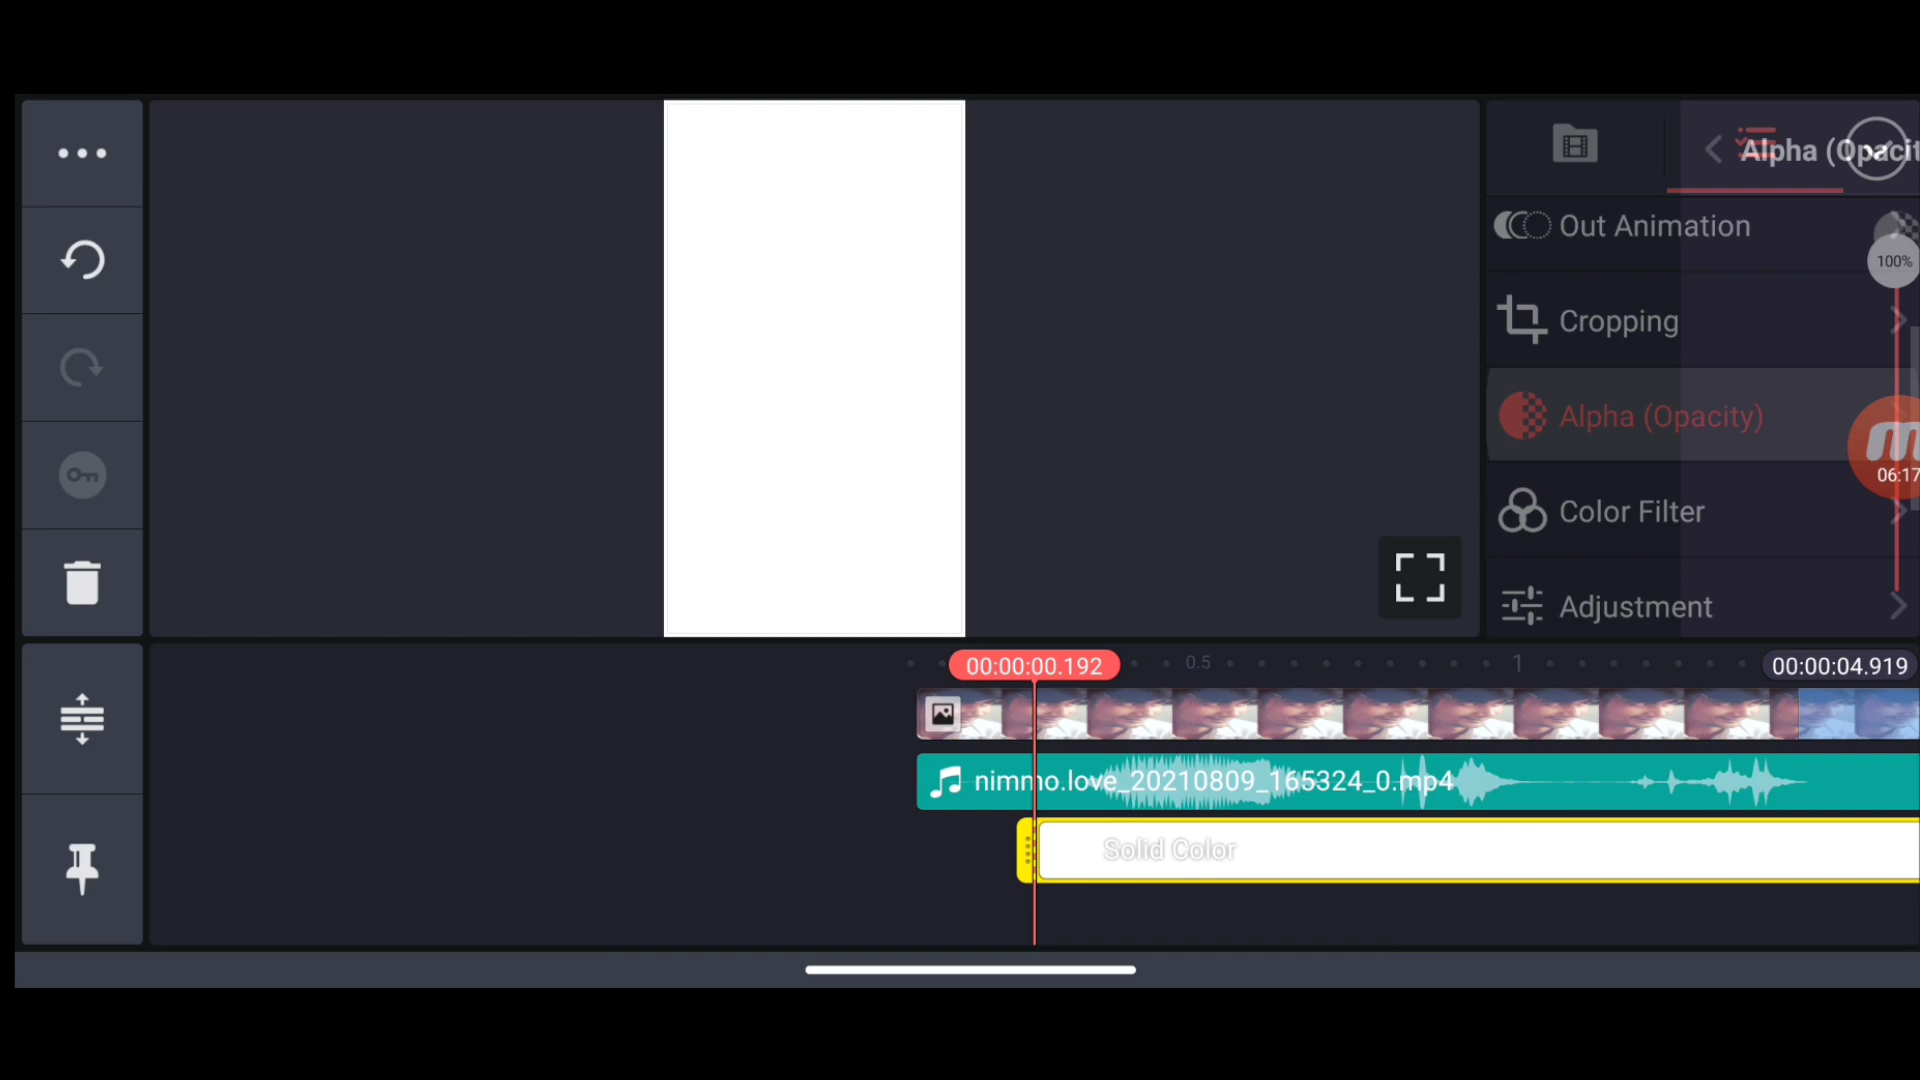 Alpha (Opacit
Out Animation
100%
Cropping
Alpha (Opacity)
06:17
Color Filter
Adjustment
00:00:00.192
0.5
1
00:00:04.919
nimmo.love_20210809_165324_0.mp4
Solid Color